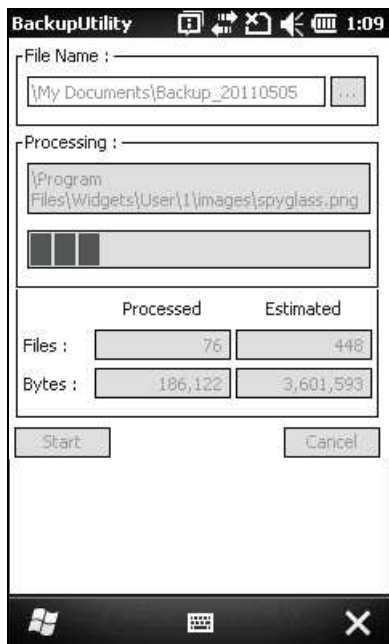 BackupUtility 1:09
File Name :
\My Documents\Backup_20110505 ...
Processing :
\Program
Files\Widgets\User\1\images\spyglass.png
Processed Estimated
Files : 76 448
Bytes : 186,122 3,601,593
Start Cancel